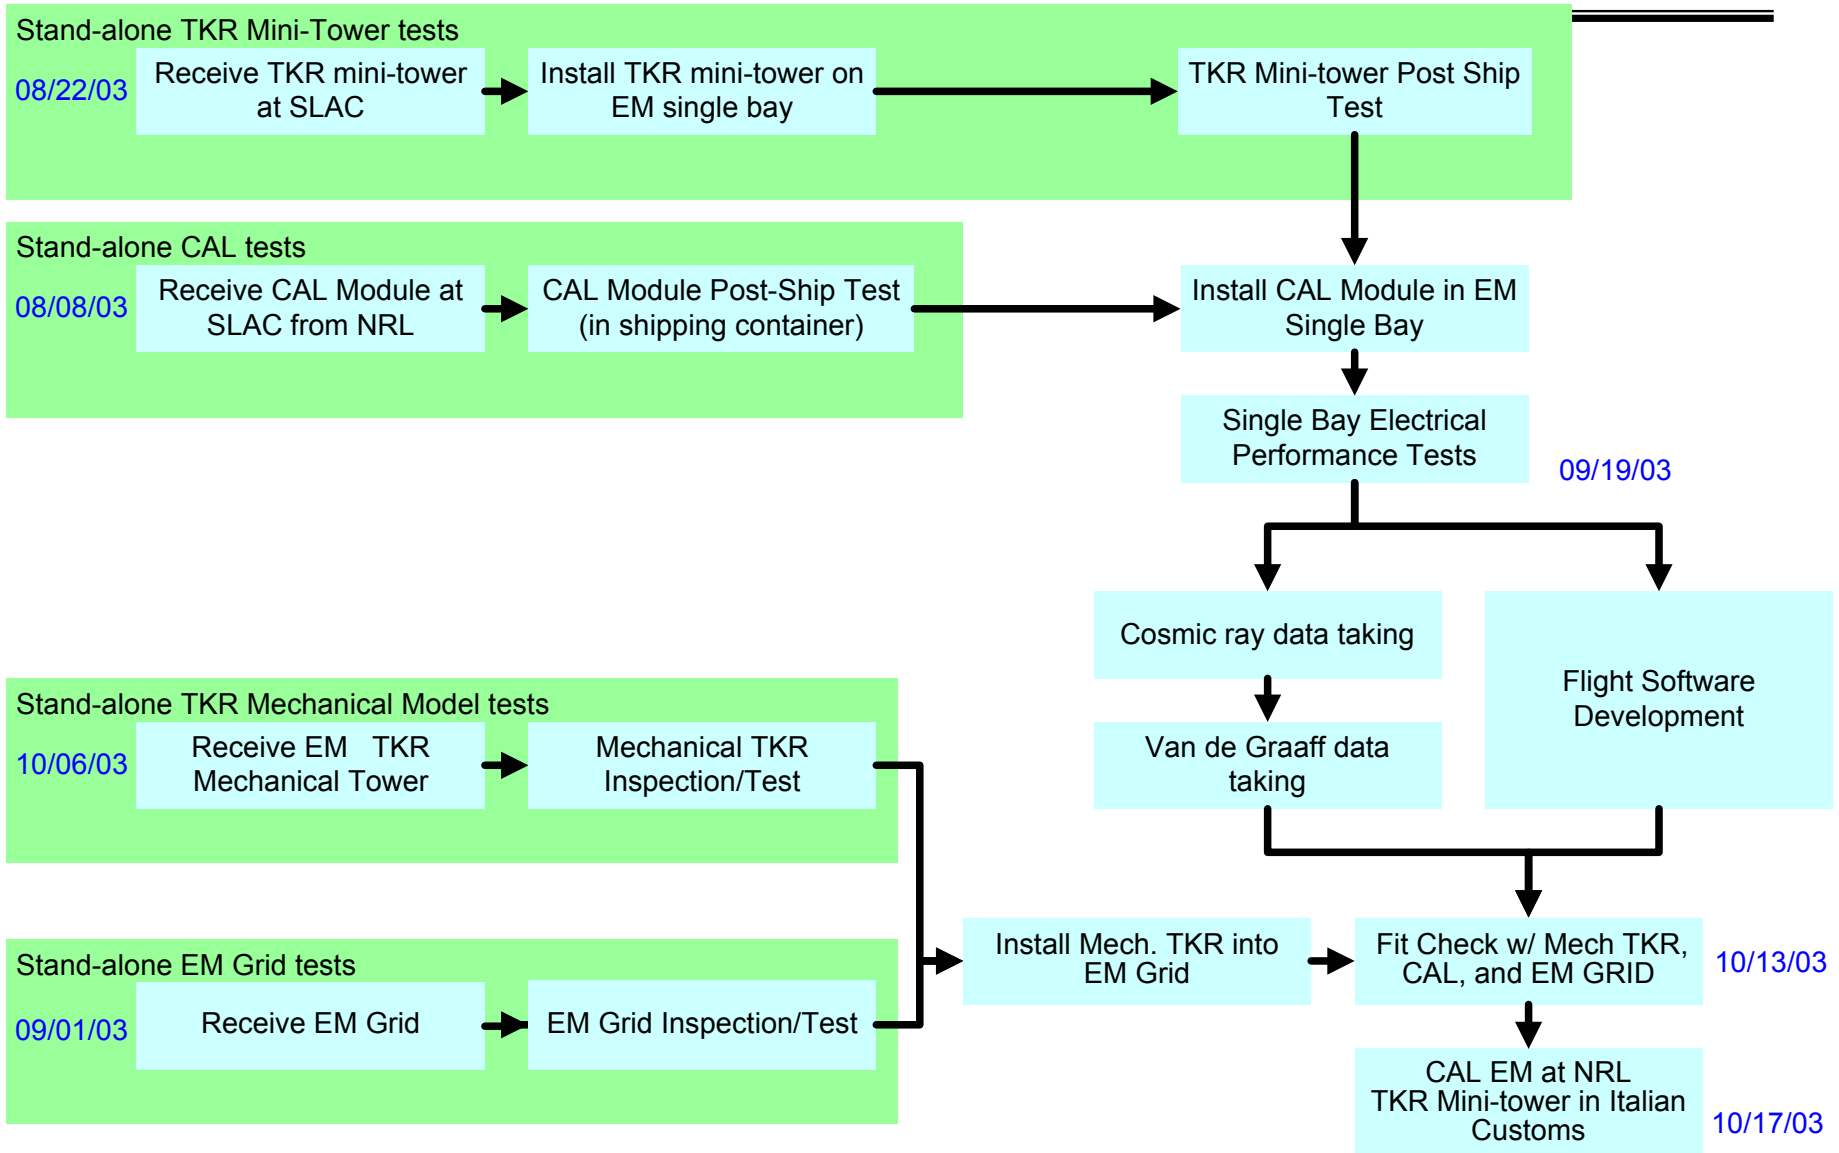 Stand-alone TKR Mini-Tower tests
08/22/03
Receive TKR mini-tower
at SLAC
Install TKR mini-tower on
EM single bay
TKR Mini-tower Post Ship
Test
Stand-alone CAL tests
08/08/03
Receive CAL Module at
SLAC from NRL
CAL Module Post-Ship Test
(in shipping container)
Install CAL Module in EM
Single Bay
Single Bay Electrical
Performance Tests
09/19/03
Cosmic ray data taking
Flight Software
Development
Van de Graaff data
taking
Stand-alone TKR Mechanical Model tests
10/06/03
Receive EM TKR
Mechanical Tower
Mechanical TKR
Inspection/Test
Stand-alone EM Grid tests
09/01/03
Receive EM Grid
EM Grid Inspection/Test
Install Mech. TKR into
EM Grid
Fit Check w/ Mech TKR,
CAL, and EM GRID
10/13/03
CAL EM at NRL
TKR Mini-tower in Italian
Customs
10/17/03